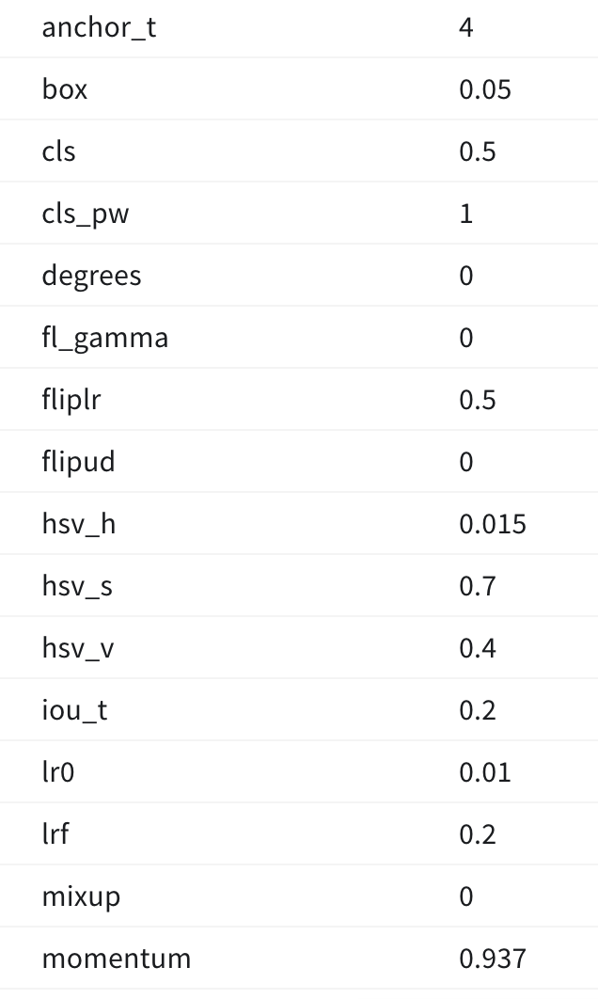 anchor_t 4
box 0.05
cls 0.5
cls_pw 1
degrees 0
fl_gamma 0
fliplr 0.5
flipud 0
hsv_h 0.015
hsv_s 0.7
hsv_v 0.4
iou_t 0.2
lr0 0.01
lrf 0.2
mixup 0
momentum 0.937